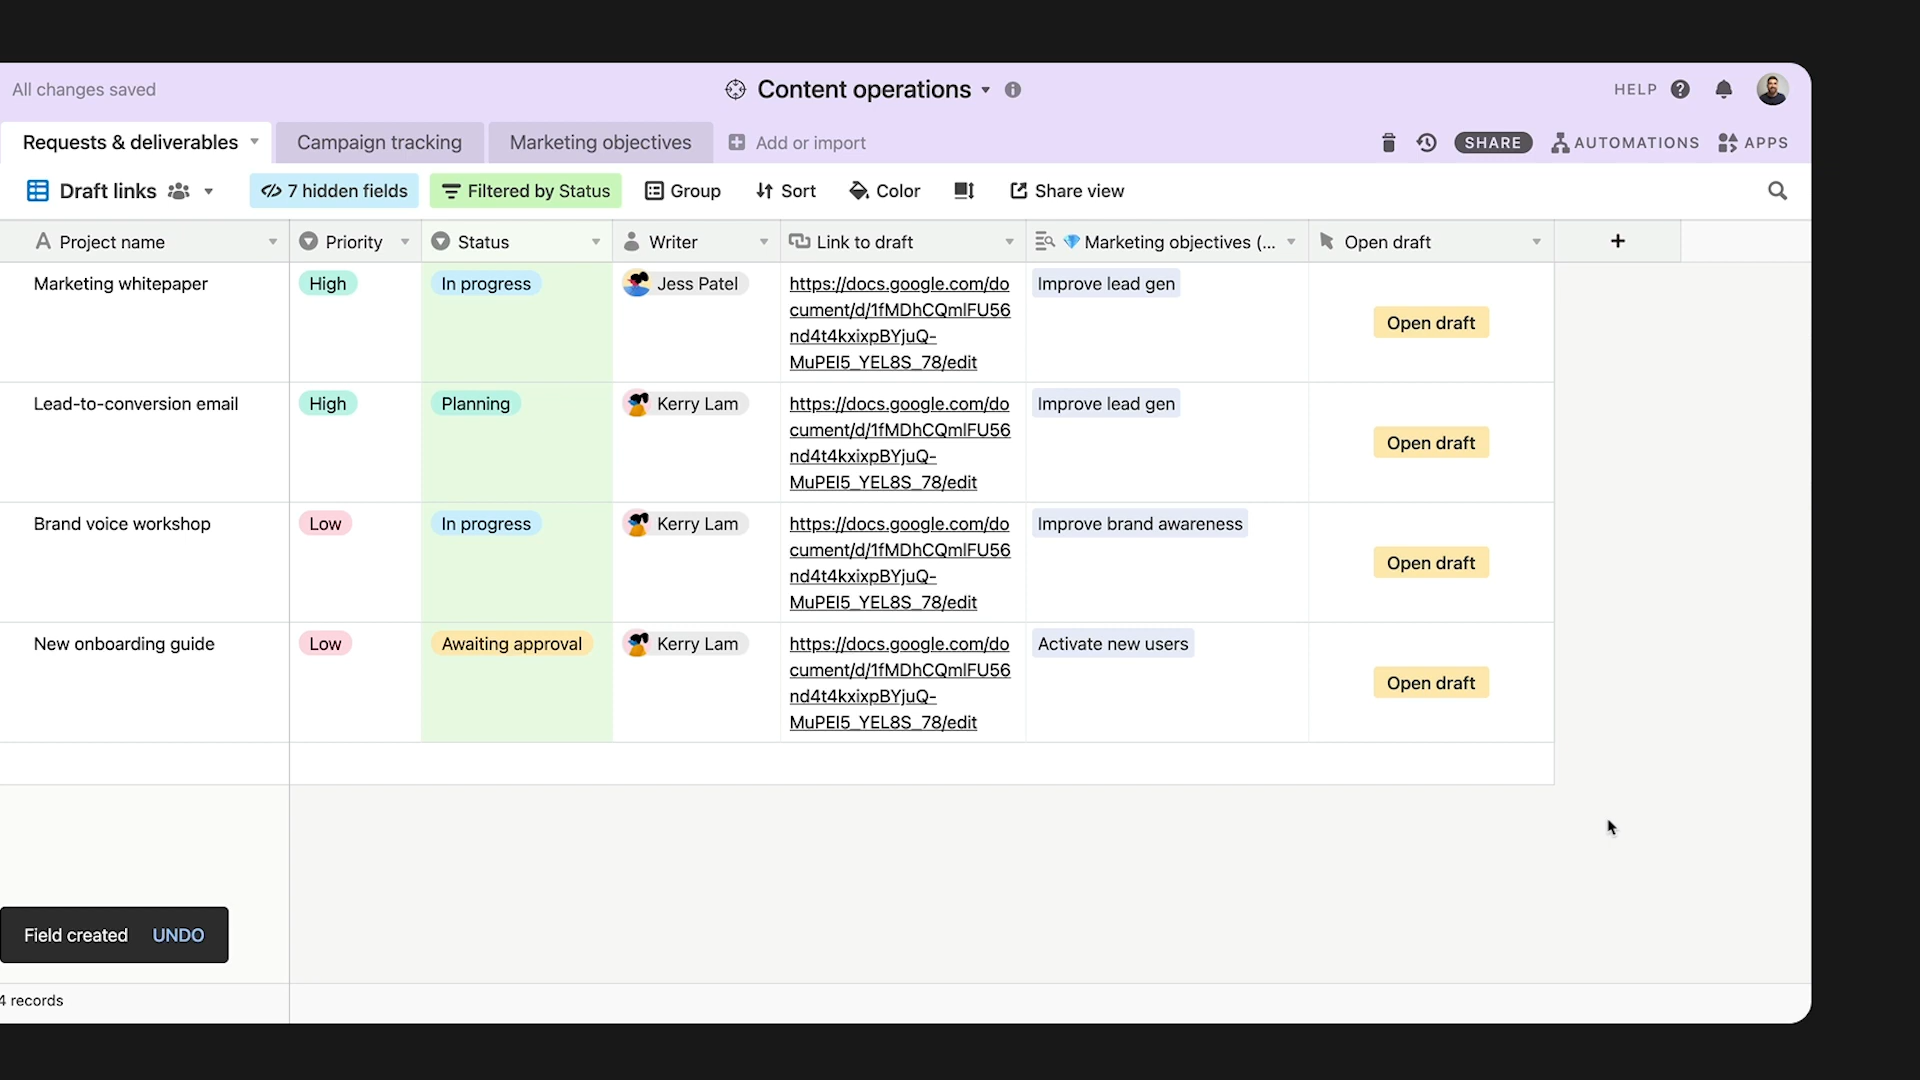 All changes saved
Content operations
HELP
Requests & deliverables
Campaign tracking
Marketing objectives
Add or import
SHARE
AUTOMATIONS
APPS
Draft links
7 hidden fields
Filtered by Status
Group
Sort
Color
Share view
Project name
Priority
Status
Writer
Link to draft
Marketing objectives (...
Open draft
Marketing whitepaper
High
In progress
Jess Patel
https://docs.google.com/do
cument/d/1fMDhCQmlFU56
nd4t4kxixpBYjuQ-
MuPEI5_YEL8S_78/edit
Improve lead gen
Open draft
Lead-to-conversion email
High
Planning
Kerry Lam
https://docs.google.com/do
cument/d/1fMDhCQmlFU56
nd4t4kxixpBYjuQ-
MuPEI5_YEL8S_78/edit
Improve lead gen
Open draft
Brand voice workshop
Low
In progress
Kerry Lam
https://docs.google.com/do
cument/d/1fMDhCQmlFU56
nd4t4kxixpBYjuQ-
MuPEI5_YEL8S_78/edit
Improve brand awareness
Open draft
New onboarding guide
Low
Awaiting approval
Kerry Lam
https://docs.google.com/do
cument/d/1fMDhCQmlFU56
nd4t4kxixpBYjuQ-
MuPEI5_YEL8S_78/edit
Activate new users
Open draft
Field created
UNDO
4 records